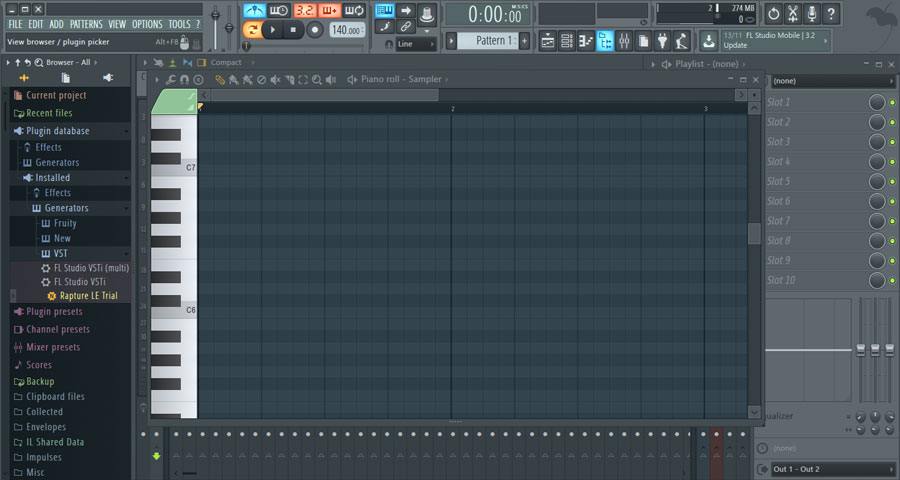 FILE EDIT ADD PATTERNS VIEW OPTIONS TOOLS ?
View browser / plugin picker Alt+F8
3.2
140.000
0:00:00
M:S:CS
2 274 MB
0
Line
Pattern 1
13/11 FL Studio Mobile | 3.2
Update
Browser - All
Compact
Playlist - (none)
Piano roll - Sampler
2 3
C7
C6
Current project
Recent files
Plugin database
Effects
Generators
Installed
Effects
Generators
Fruity
New
VST
FL Studio VSTi (multi)
FL Studio VSTi
Rapture LE Trial
Plugin presets
Channel presets
Mixer presets
Scores
Backup
Clipboard files
Collected
Envelopes
IL Shared Data
Impulses
Misc
(none)
Slot 1
Slot 2
Slot 3
Slot 4
Slot 5
Slot 6
Slot 7
Slot 8
Slot 9
Slot 10
qualizer
(none)
Out 1 - Out 2